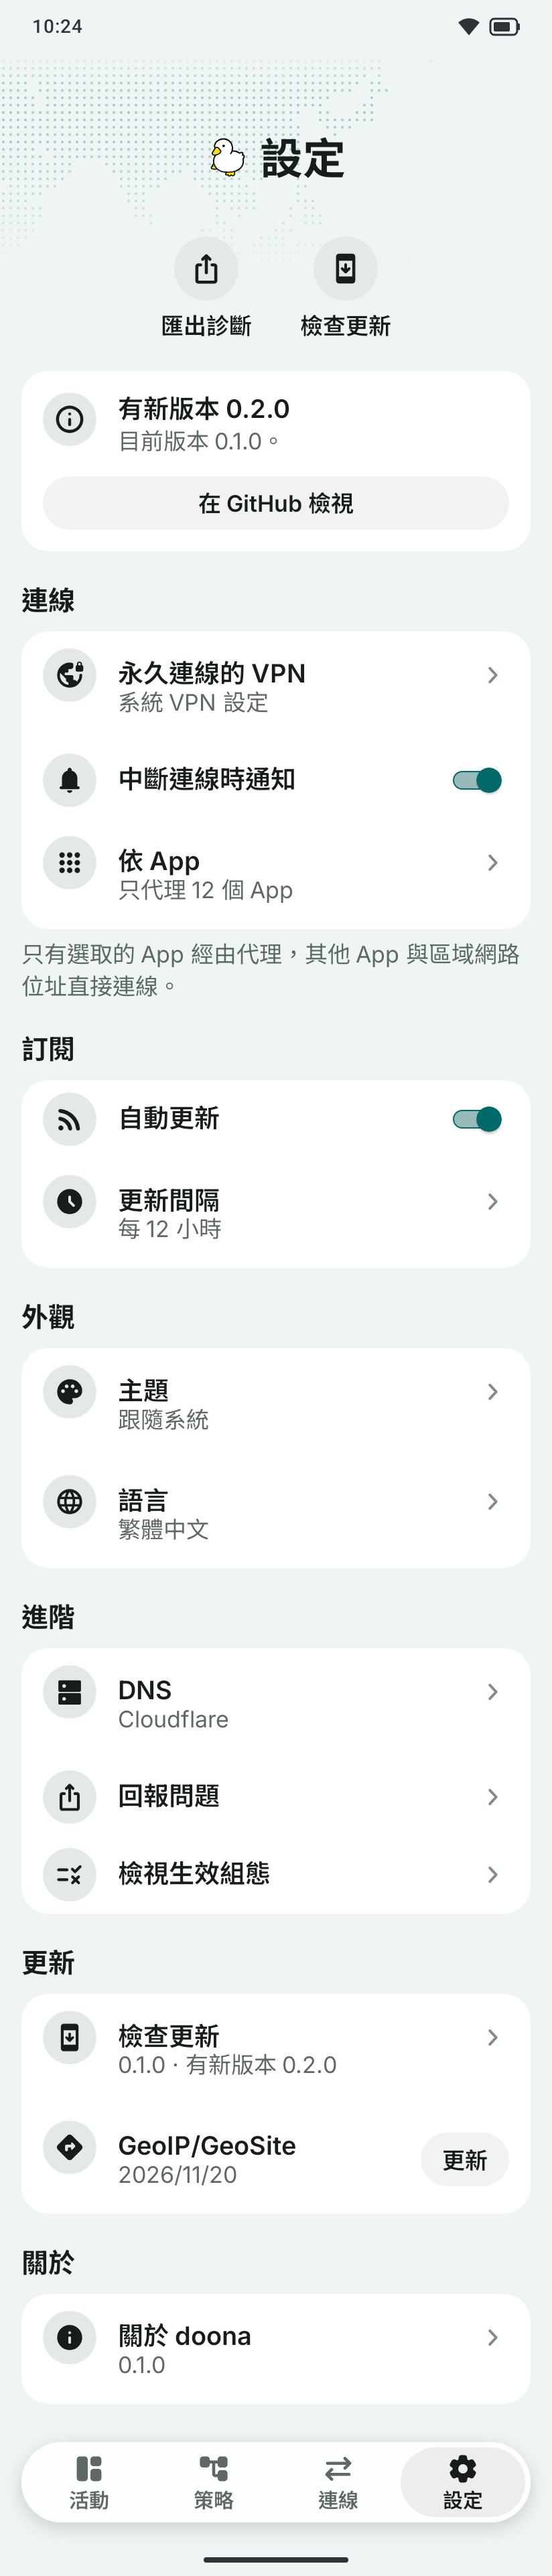 10:24
設定
匯出診斷
檢查更新
有新版本 0.2.0
目前版本 0.1.0。
在 GitHub 檢視
連線
永久連線的 VPN
系統 VPN 設定
中斷連線時通知
依 App
只代理 12 個 App
只有選取的 App 經由代理，其他 App 與區域網路
位址直接連線。
訂閱
自動更新
更新間隔
每 12 小時
外觀
主題
跟隨系統
語言
繁體中文
進階
DNS
Cloudflare
回報問題
檢視生效組態
更新
檢查更新
0.1.0 · 有新版本 0.2.0
GeoIP/GeoSite
2026/11/20
更新
關於
關於 doona
0.1.0
活動
策略
連線
設定